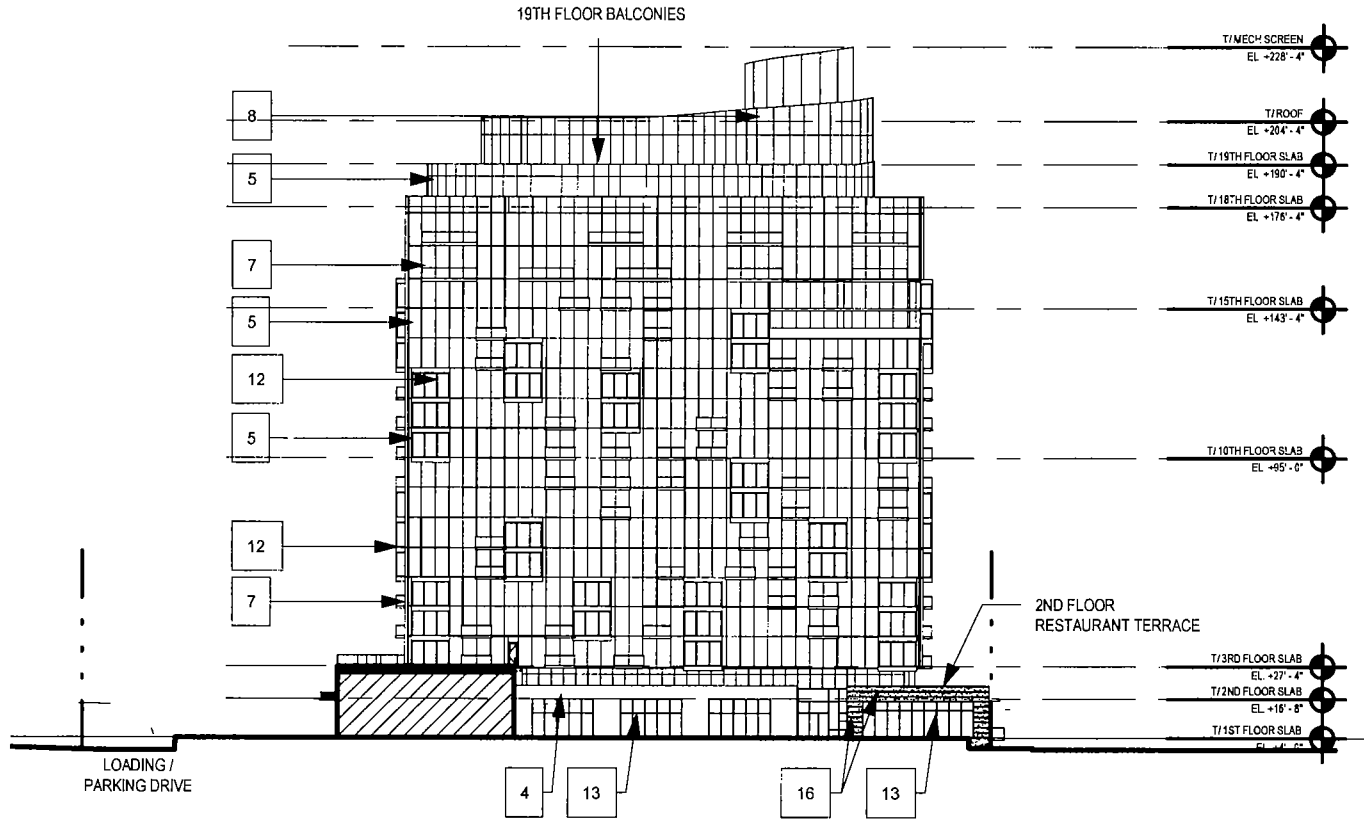 19TH FLOOR BALCONIES
T/ MECH SCREEN
EL +228' - 4"
8
T/ ROOF
EL +204' - 4"
T/ 19TH FLOOR SLAB
EL +190' - 4"
5
T/ 18TH FLOOR SLAB
EL +176' - 4"
7
5
T/ 15TH FLOOR SLAB
EL +143' - 4"
12
5
T/ 10TH FLOOR SLAB
EL +95' - 0"
12
7
2ND FLOOR
RESTAURANT TERRACE
T/ 3RD FLOOR SLAB
EL. +27' - 4"
T/ 2ND FLOOR SLAB
EL +16' - 8"
T/ 1ST FLOOR SLAB
LOADING /
PARKING DRIVE
4
13
16
13